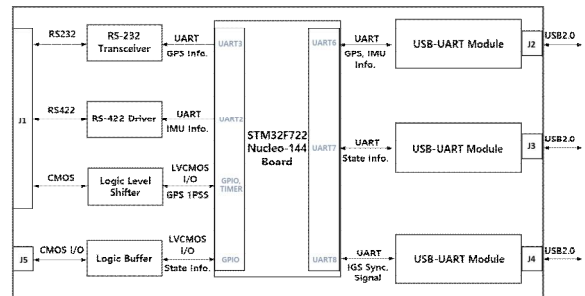 RS232
RS-232
Transceiver
UART
GPS Info.
UART3
J1
RS422
RS-422 Driver
UART
IMU Info.
UART2
CMOS
Logic Level
Shifter
LVCMOS
I/O
GPS 1PSS
GPIO,
TIMER
J5
CMOS I/O
Logic Buffer
LVCMOS
I/O
State Info.
GPIO
STM32F722
Nucleo-144
Board
UART6
UART
GPS, IMU
Info.
USB-UART Module
J2
USB2.0
UART7
UART
State Info.
USB-UART Module
J3
USB2.0
UART8
UART
IGS Sync.
Signal
USB-UART Module
J4
USB2.0